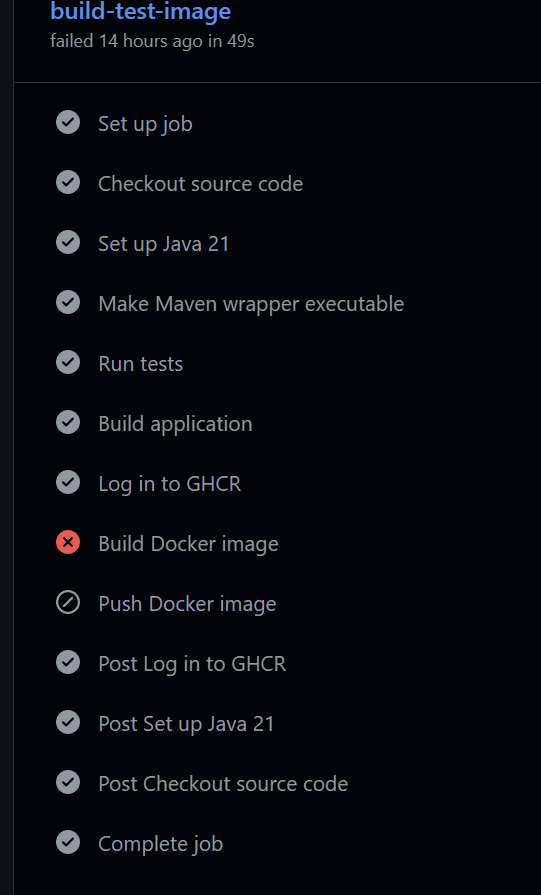 build-test-image
failed 14 hours ago in 49s
Set up job
Checkout source code
Set up Java 21
Make Maven wrapper executable
Run tests
Build application
Log in to GHCR
Build Docker image
Push Docker image
Post Log in to GHCR
Post Set up Java 21
Post Checkout source code
Complete job